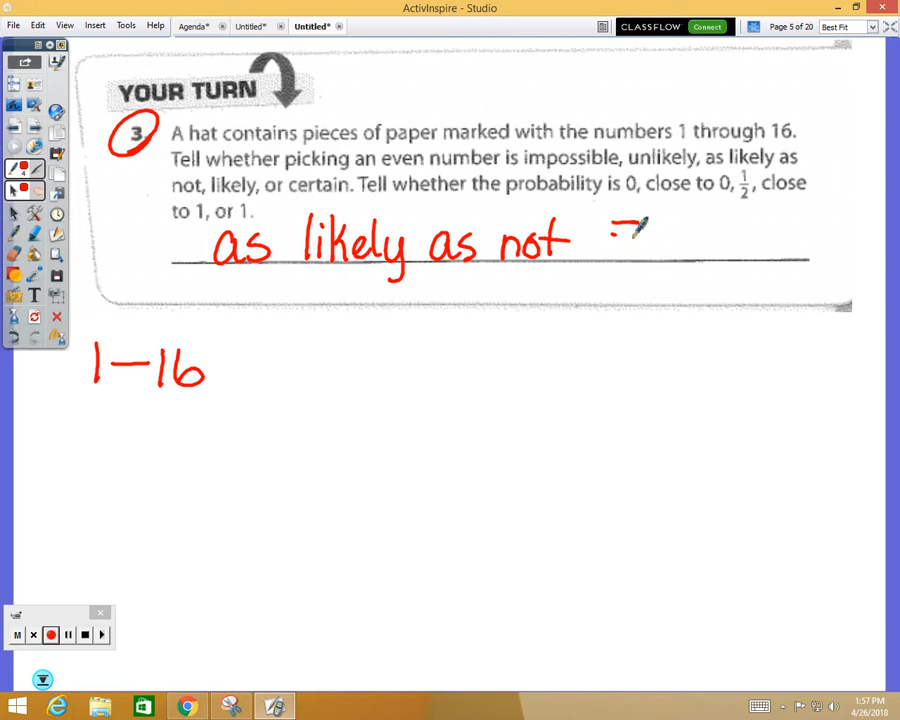 ActivInspire - Studio
File Edit View Insert Tools Help Agenda* Untitled* Untitled* CLASSFLOW Connect Page 5 of 20 Best Fit
YOUR TURN
3. A hat contains pieces of paper marked with the numbers 1 through 16.
Tell whether picking an even number is impossible, unlikely, as likely as
not, likely, or certain. Tell whether the probability is 0, close to 0, 1/2, close
to 1, or 1.
as likely as not =
1-16
4
T
M
1:57 PM
4/26/2018